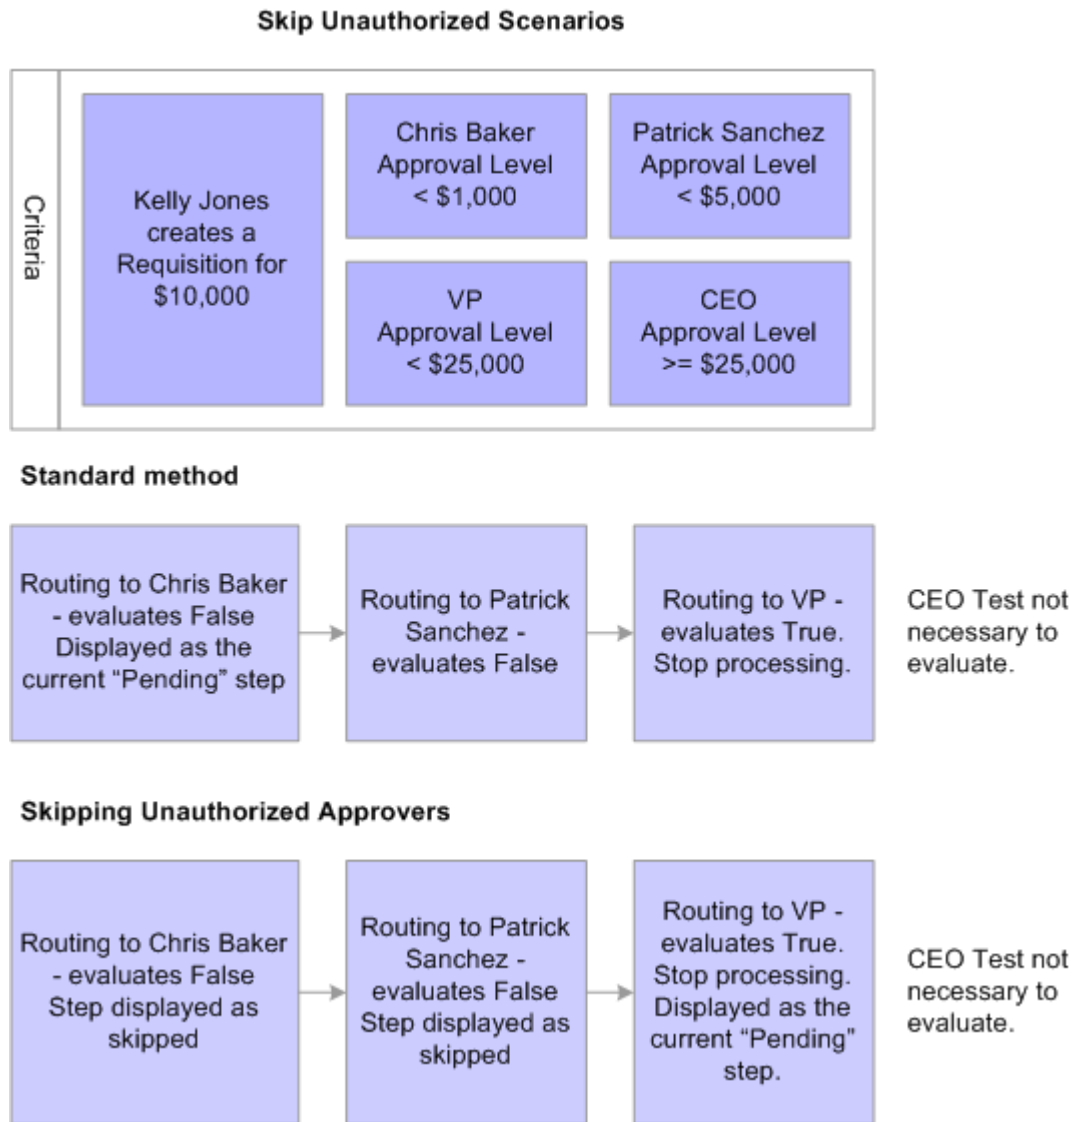 Skip Unauthorized Scenarios
Criteria
Kelly Jones
creates a
Requisition for
$10,000
Chris Baker
Approval Level
< $1,000
Patrick Sanchez
Approval Level
< $5,000
VP
Approval Level
< $25,000
CEO
Approval Level
>= $25,000
Standard method
Routing to Chris Baker
- evaluates False
Displayed as the
current “Pending” step
Routing to Patrick
Sanchez -
evaluates False
Routing to VP -
evaluates True.
Stop processing.
CEO Test not
necessary to
evaluate.
Skipping Unauthorized Approvers
Routing to Chris Baker
- evaluates False
Step displayed as
skipped
Routing to Patrick
Sanchez -
evaluates False
Step displayed as
skipped
Routing to VP -
evaluates True.
Stop processing.
Displayed as the
current “Pending”
step.
CEO Test not
necessary to
evaluate.